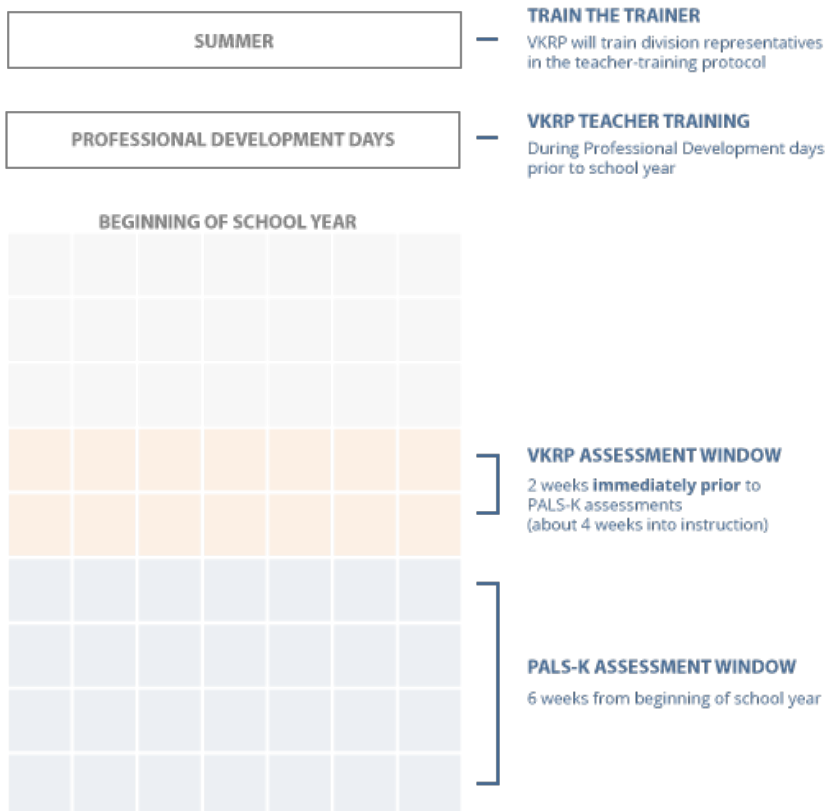 SUMMER
TRAIN THE TRAINER
VKRP will train division representatives
in the teacher-training protocol
PROFESSIONAL DEVELOPMENT DAYS
VKRP TEACHER TRAINING
During Professional Development days
prior to school year
BEGINNING OF SCHOOL YEAR
VKRP ASSESSMENT WINDOW
2 weeks immediately prior to
PALS-K assessments
(about 4 weeks into instruction)
PALS-K ASSESSMENT WINDOW
6 weeks from beginning of school year